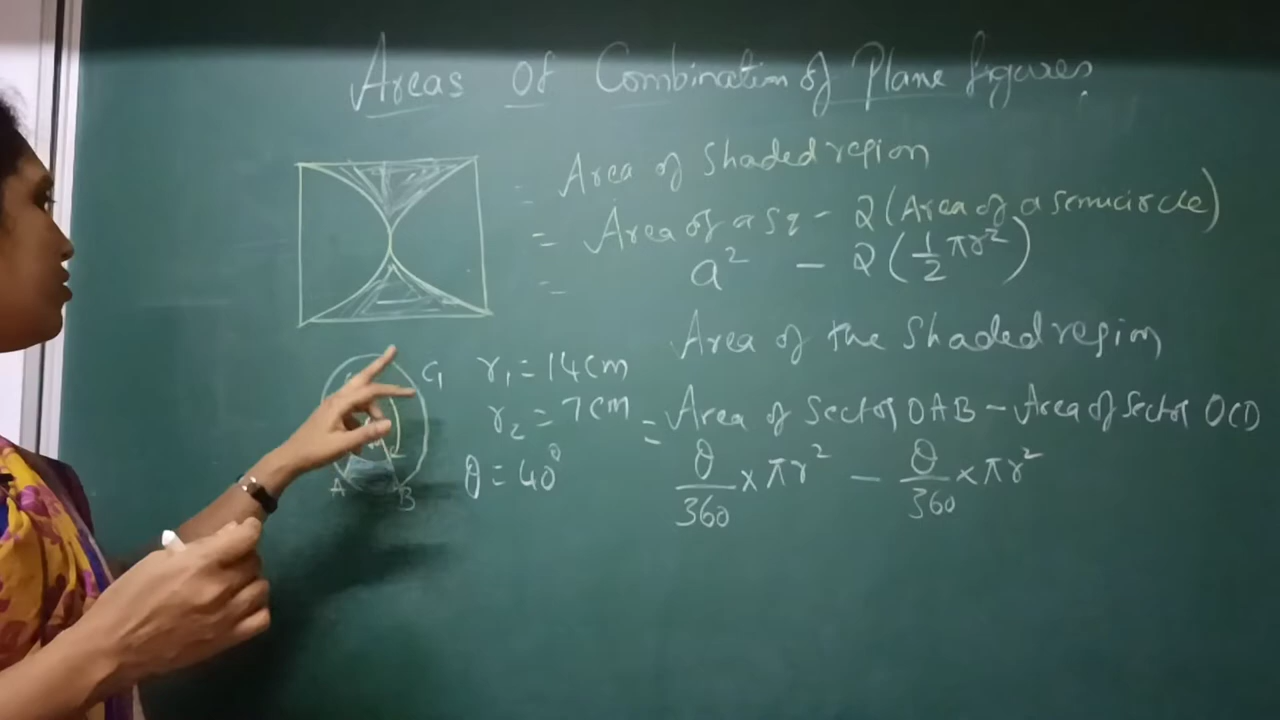 Areas Of Combination of Plane figures.
= Area of Shaded region
= Area of a sq - 2 (Area of a semicircle)
= a² - 2 (1/2 πr²)
Area of the Shaded region
C₁ r₁ = 14cm
r₂ = 7cm = Area of Sector OAB - Area of Sector OCD
θ = 40° θ/360 × πr² - θ/360 × πr²
A B